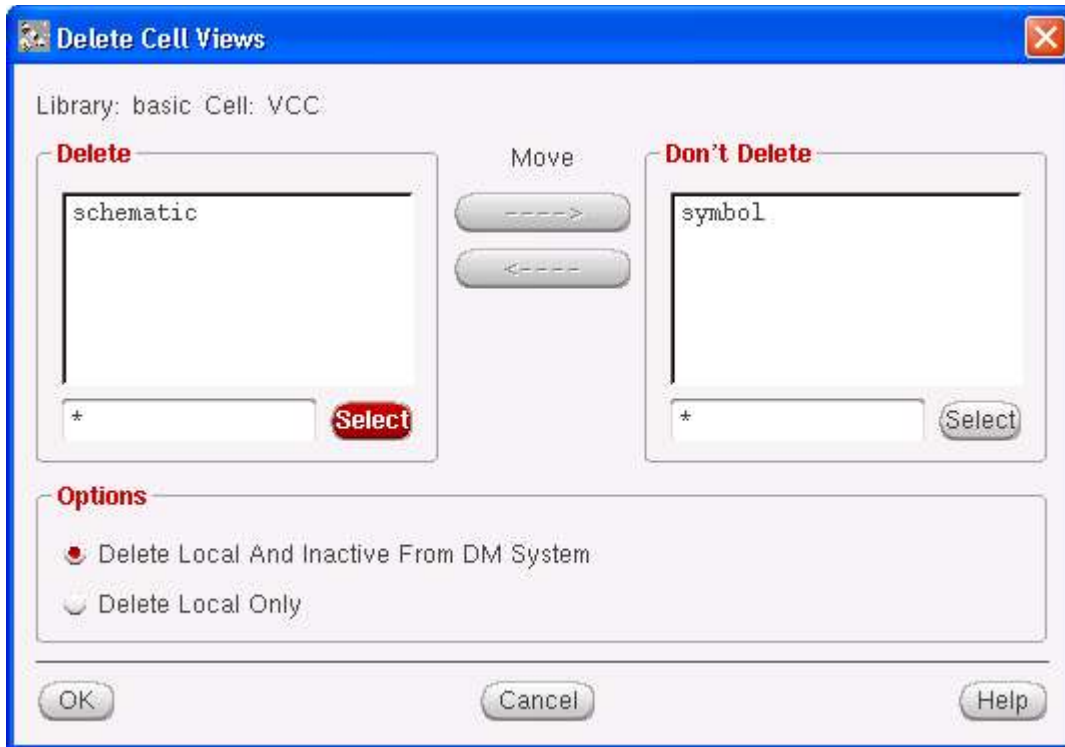 Delete Cell Views
Library: basic Cell: VCC
Delete
schematic
*
Select
Move
---->
<----
Don't Delete
symbol
*
Select
Options
Delete Local And Inactive From DM System
Delete Local Only
OK
Cancel
Help